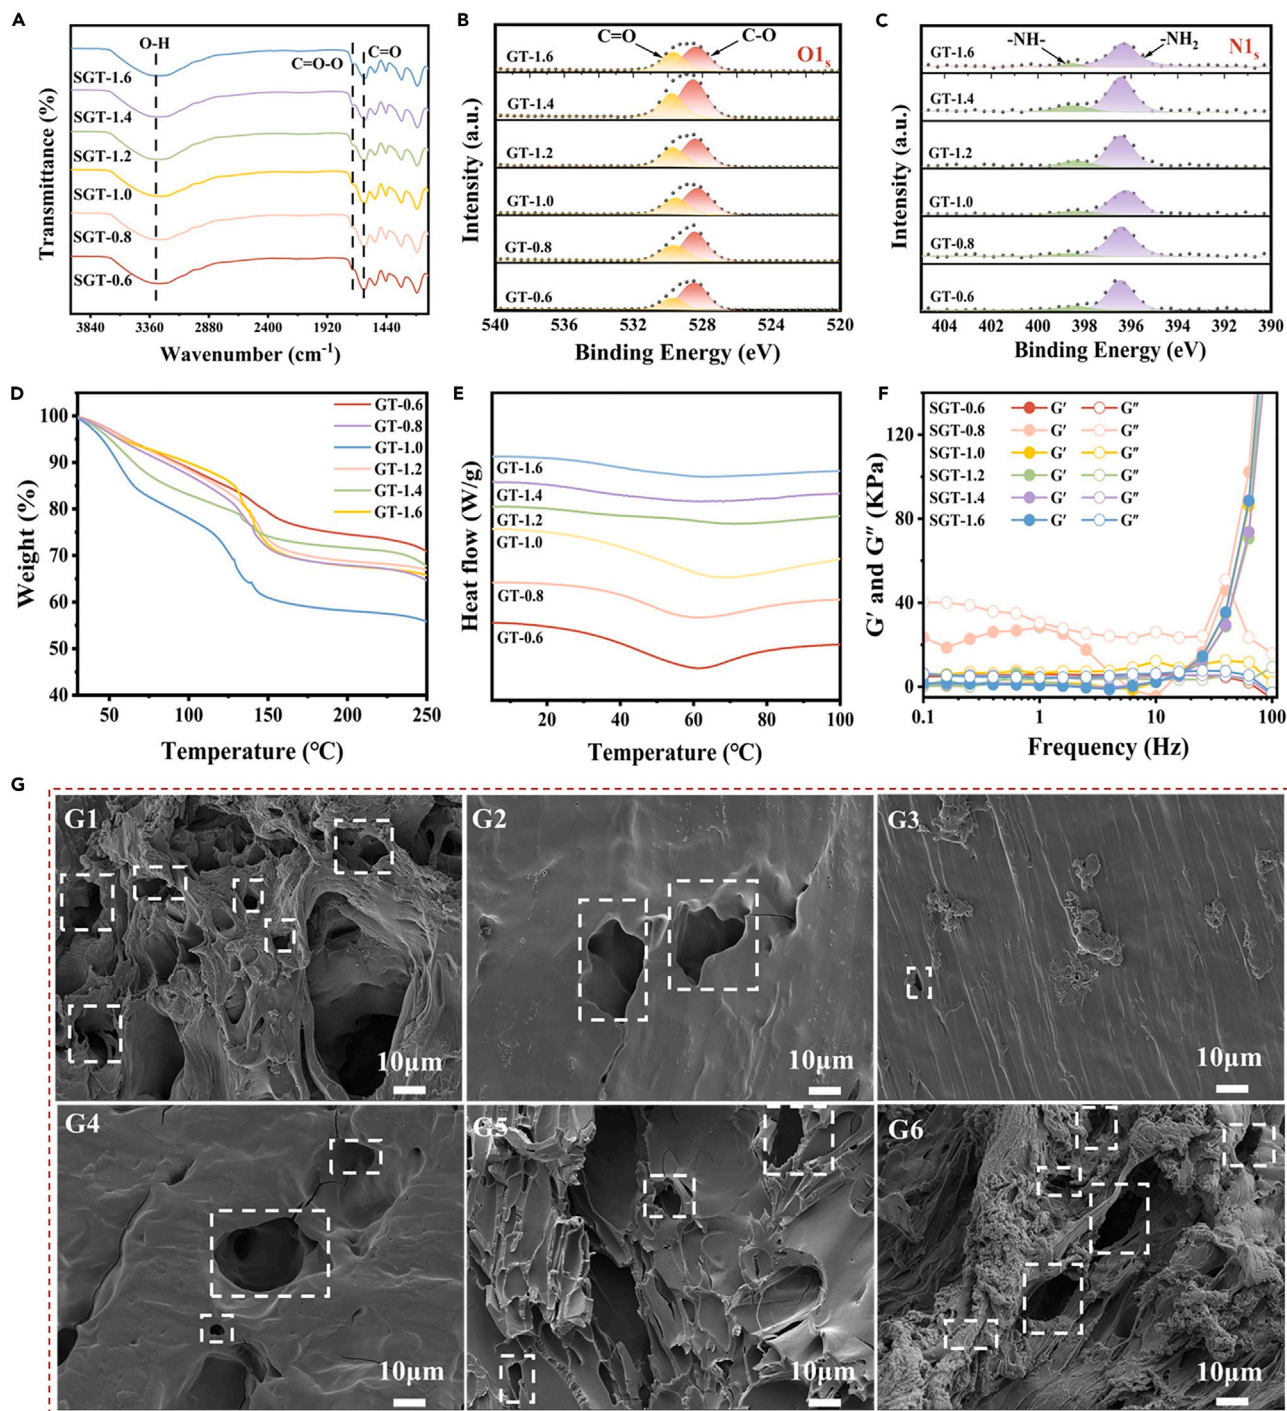 A
O-H
C=O
C=O-O
SGT-1.6
SGT-1.4
SGT-1.2
SGT-1.0
SGT-0.8
SGT-0.6
Transmittance (%)
3840 3360 2880 2400 1920 1440
Wavenumber (cm⁻¹)
B
C=O
C-O
O1s
GT-1.6
GT-1.4
GT-1.2
GT-1.0
GT-0.8
GT-0.6
Intensity (a.u.)
540 536 532 528 524 520
Binding Energy (eV)
C
-NH-
-NH₂
N1s
GT-1.6
GT-1.4
GT-1.2
GT-1.0
GT-0.8
GT-0.6
Intensity (a.u.)
404 402 400 398 396 394 392 390
Binding Energy (eV)
D
GT-0.6
GT-0.8
GT-1.0
GT-1.2
GT-1.4
GT-1.6
Weight (%)
100
90
80
70
60
50
40
50 100 150 200 250
Temperature (°C)
E
GT-1.6
GT-1.4
GT-1.2
GT-1.0
GT-0.8
GT-0.6
Heat flow (W/g)
20 40 60 80 100
Temperature (°C)
F
SGT-0.6 G′ G″
SGT-0.8 G′ G″
SGT-1.0 G′ G″
SGT-1.2 G′ G″
SGT-1.4 G′ G″
SGT-1.6 G′ G″
G′ and G″ (KPa)
120
80
40
0
0.1 1 10 100
Frequency (Hz)
G
G1
10μm
G2
10μm
G3
10μm
G4
10μm
G5
10μm
G6
10μm